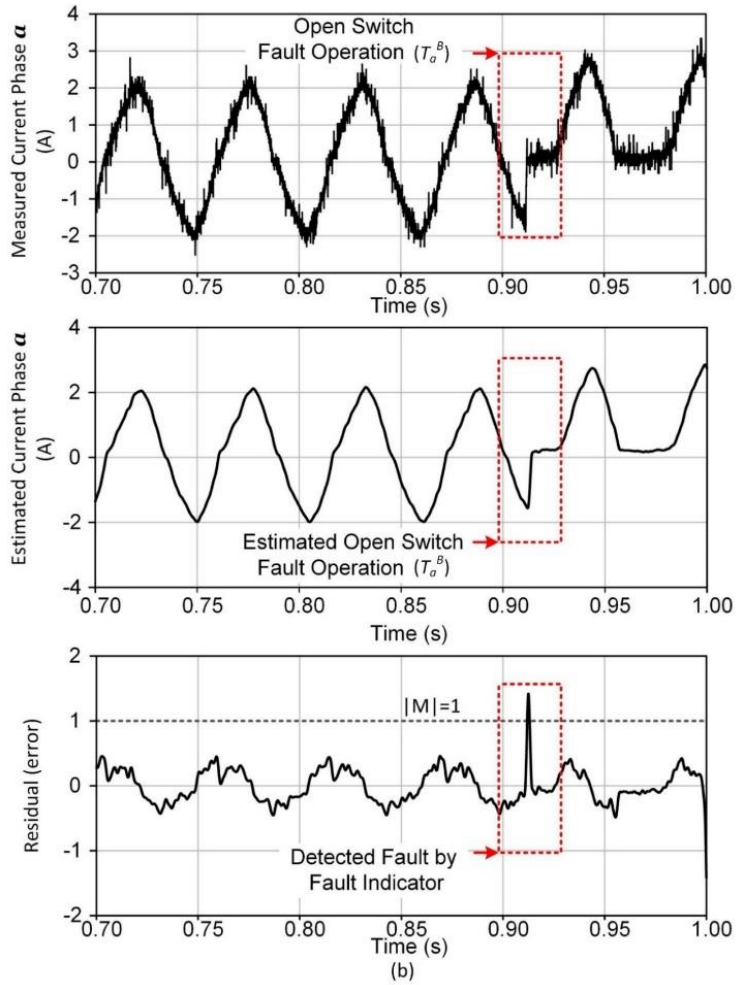 Open Switch
Fault Operation (TₐB)
Measured Current Phase a
(A)
4
3
2
1
0
-1
-2
-3
0.70 0.75 0.80 0.85 0.90 0.95 1.00
Time (s)
Estimated Current Phase a
(A)
4
2
0
-2
-4
Estimated Open Switch
Fault Operation (TₐB)
0.70 0.75 0.80 0.85 0.90 0.95 1.00
Time (s)
Residual (error)
2
1
0
-1
-2
|M|=1
Detected Fault by
Fault Indicator
0.70 0.75 0.80 0.85 0.90 0.95 1.00
Time (s)
(b)